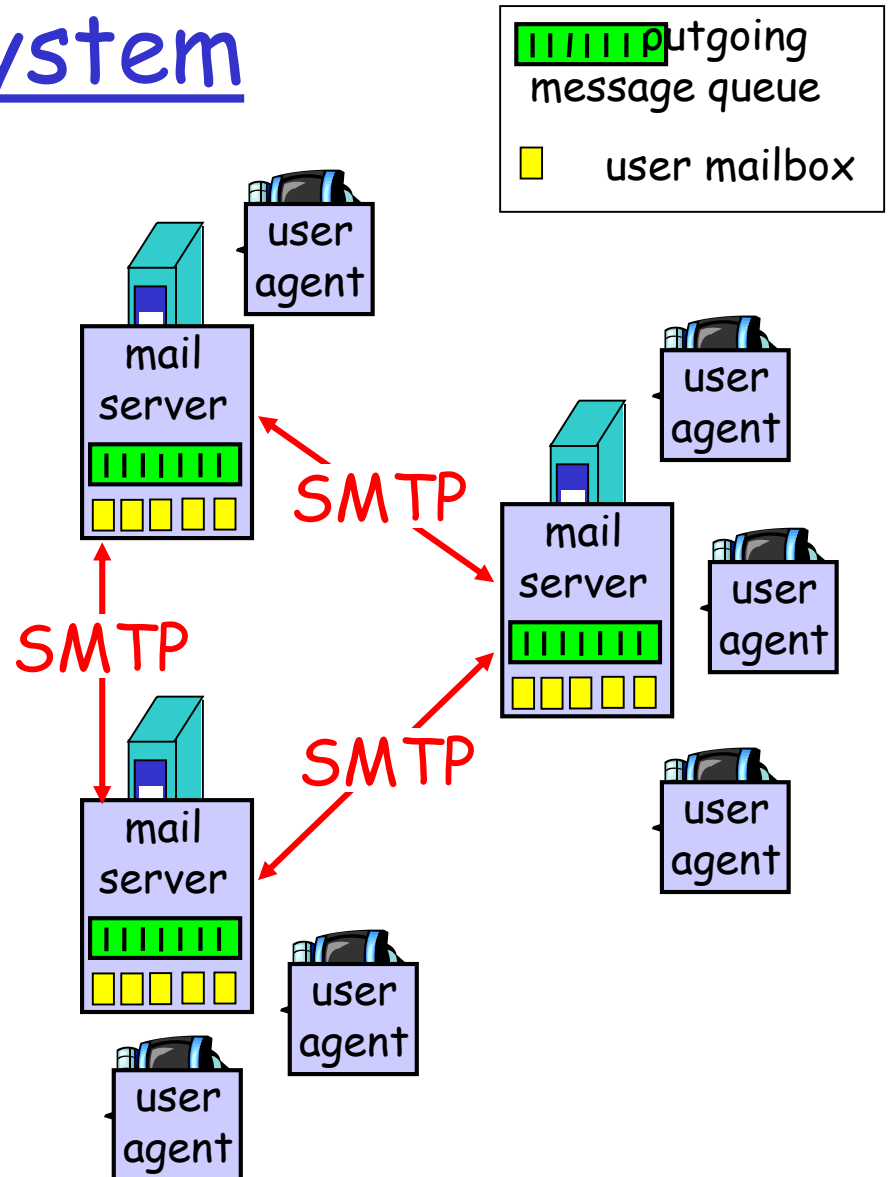 ystem
outgoing
message queue
user mailbox
user
agent
mail
server
SMTP
user
agent
mail
server
user
agent
SMTP
SMTP
user
agent
mail
server
user
agent
user
agent